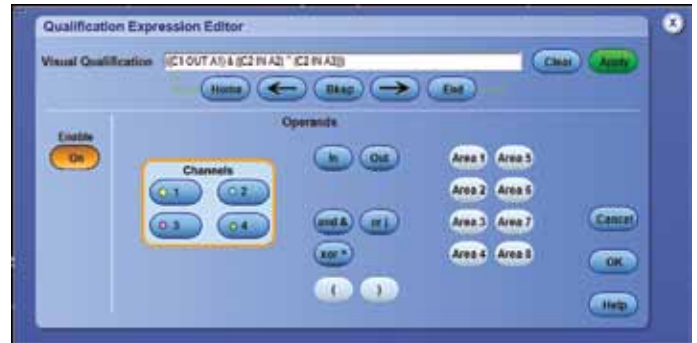 Qualification Expression Editor
X
Visual Qualification ((C1 OUT A1) & ((C2 IN A2) ^ (C2 IN A3))) Clear Apply
Home ← Bksp → End
Operands
Enable
On
Channels
1 2
3 4
In Out
and & or |
xor ^
( )
Area 1 Area 5
Area 2 Area 6
Area 3 Area 7
Area 4 Area 8
Cancel
OK
Help